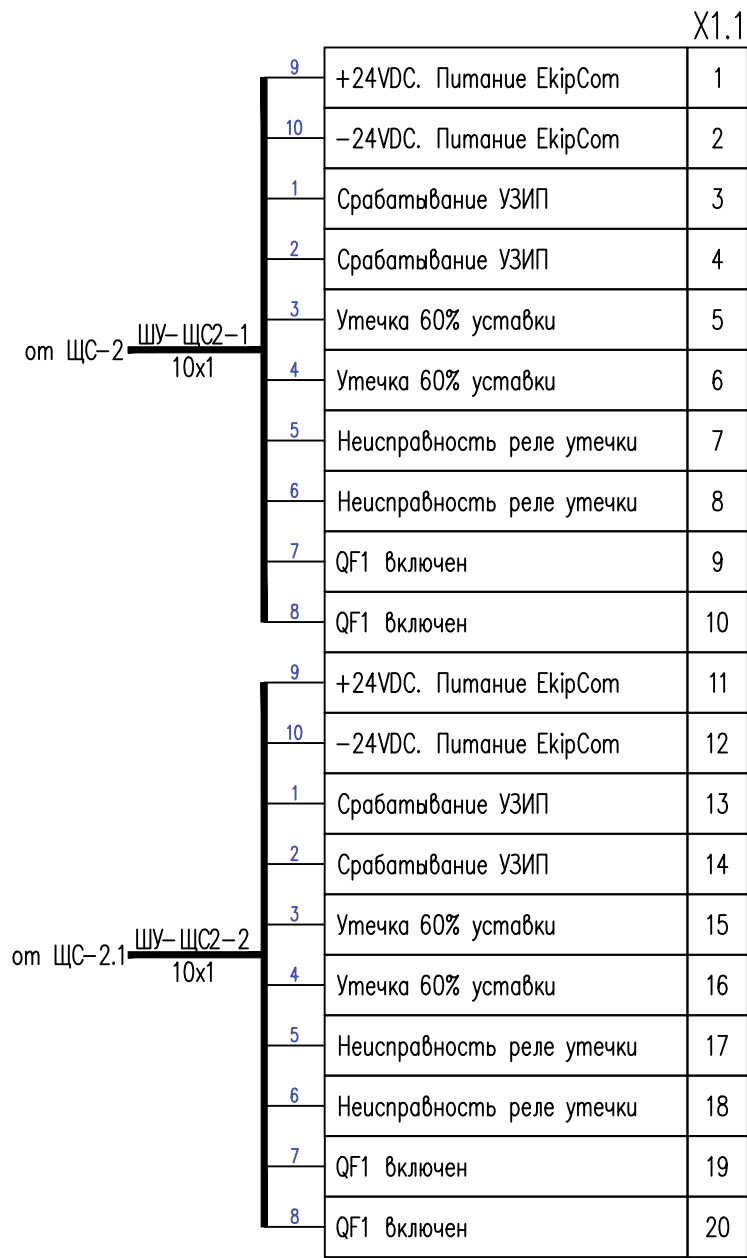 X1.1
9 +24VDC. Питание EkipCom 1
10 -24VDC. Питание EkipCom 2
1 Срабатывание УЗИП 3
2 Срабатывание УЗИП 4
3 Утечка 60% уставки 5
от ЩС-2 ШУ-ЩС2-1
10х1
4 Утечка 60% уставки 6
5 Неисправность реле утечки 7
6 Неисправность реле утечки 8
7 QF1 включен 9
8 QF1 включен 10
9 +24VDC. Питание EkipCom 11
10 -24VDC. Питание EkipCom 12
1 Срабатывание УЗИП 13
2 Срабатывание УЗИП 14
3 Утечка 60% уставки 15
от ЩС-2.1 ШУ-ЩС2-2
10х1
4 Утечка 60% уставки 16
5 Неисправность реле утечки 17
6 Неисправность реле утечки 18
7 QF1 включен 19
8 QF1 включен 20